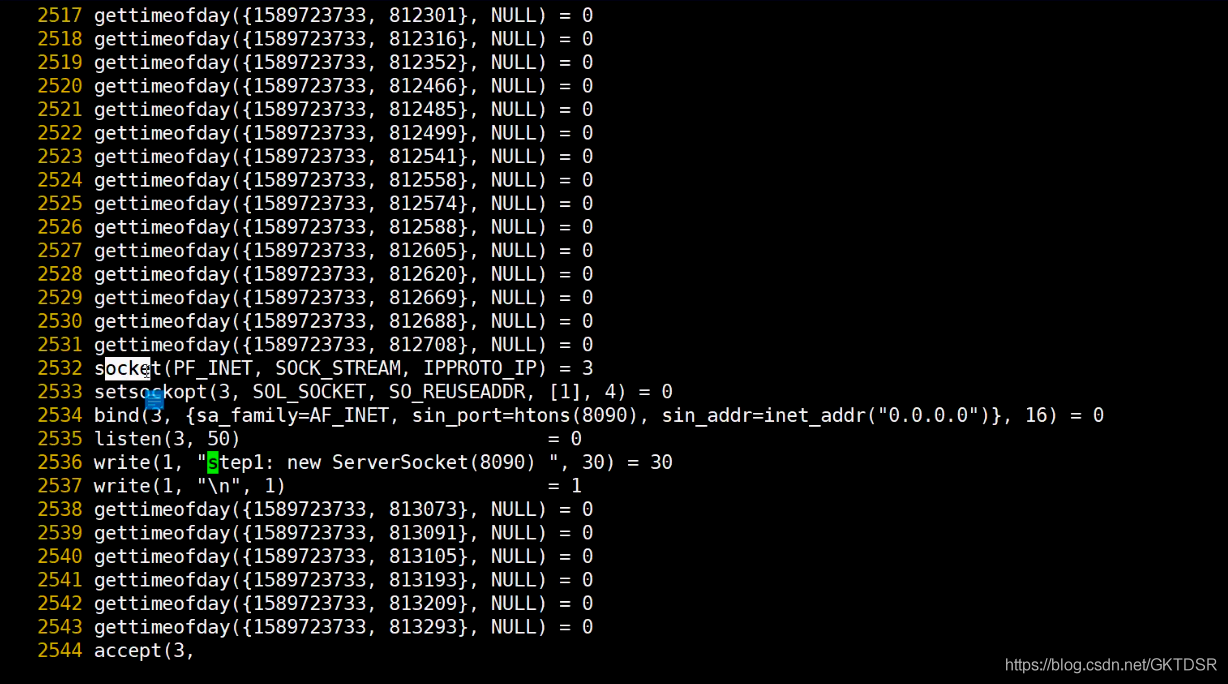 2517 gettimeofday({1589723733, 812301}, NULL) = 0
2518 gettimeofday({1589723733, 812316}, NULL) = 0
2519 gettimeofday({1589723733, 812352}, NULL) = 0
2520 gettimeofday({1589723733, 812466}, NULL) = 0
2521 gettimeofday({1589723733, 812485}, NULL) = 0
2522 gettimeofday({1589723733, 812499}, NULL) = 0
2523 gettimeofday({1589723733, 812541}, NULL) = 0
2524 gettimeofday({1589723733, 812558}, NULL) = 0
2525 gettimeofday({1589723733, 812574}, NULL) = 0
2526 gettimeofday({1589723733, 812588}, NULL) = 0
2527 gettimeofday({1589723733, 812605}, NULL) = 0
2528 gettimeofday({1589723733, 812620}, NULL) = 0
2529 gettimeofday({1589723733, 812669}, NULL) = 0
2530 gettimeofday({1589723733, 812688}, NULL) = 0
2531 gettimeofday({1589723733, 812708}, NULL) = 0
2532 socket(PF_INET, SOCK_STREAM, IPPROTO_IP) = 3
2533 setsockopt(3, SOL_SOCKET, SO_REUSEADDR, [1], 4) = 0
2534 bind(3, {sa_family=AF_INET, sin_port=htons(8090), sin_addr=inet_addr("0.0.0.0")}, 16) = 0
2535 listen(3, 50) = 0
2536 write(1, "step1: new ServerSocket(8090) ", 30) = 30
2537 write(1, "\n", 1) = 1
2538 gettimeofday({1589723733, 813073}, NULL) = 0
2539 gettimeofday({1589723733, 813091}, NULL) = 0
2540 gettimeofday({1589723733, 813105}, NULL) = 0
2541 gettimeofday({1589723733, 813193}, NULL) = 0
2542 gettimeofday({1589723733, 813209}, NULL) = 0
2543 gettimeofday({1589723733, 813293}, NULL) = 0
2544 accept(3,
https://blog.csdn.net/GKTDSR